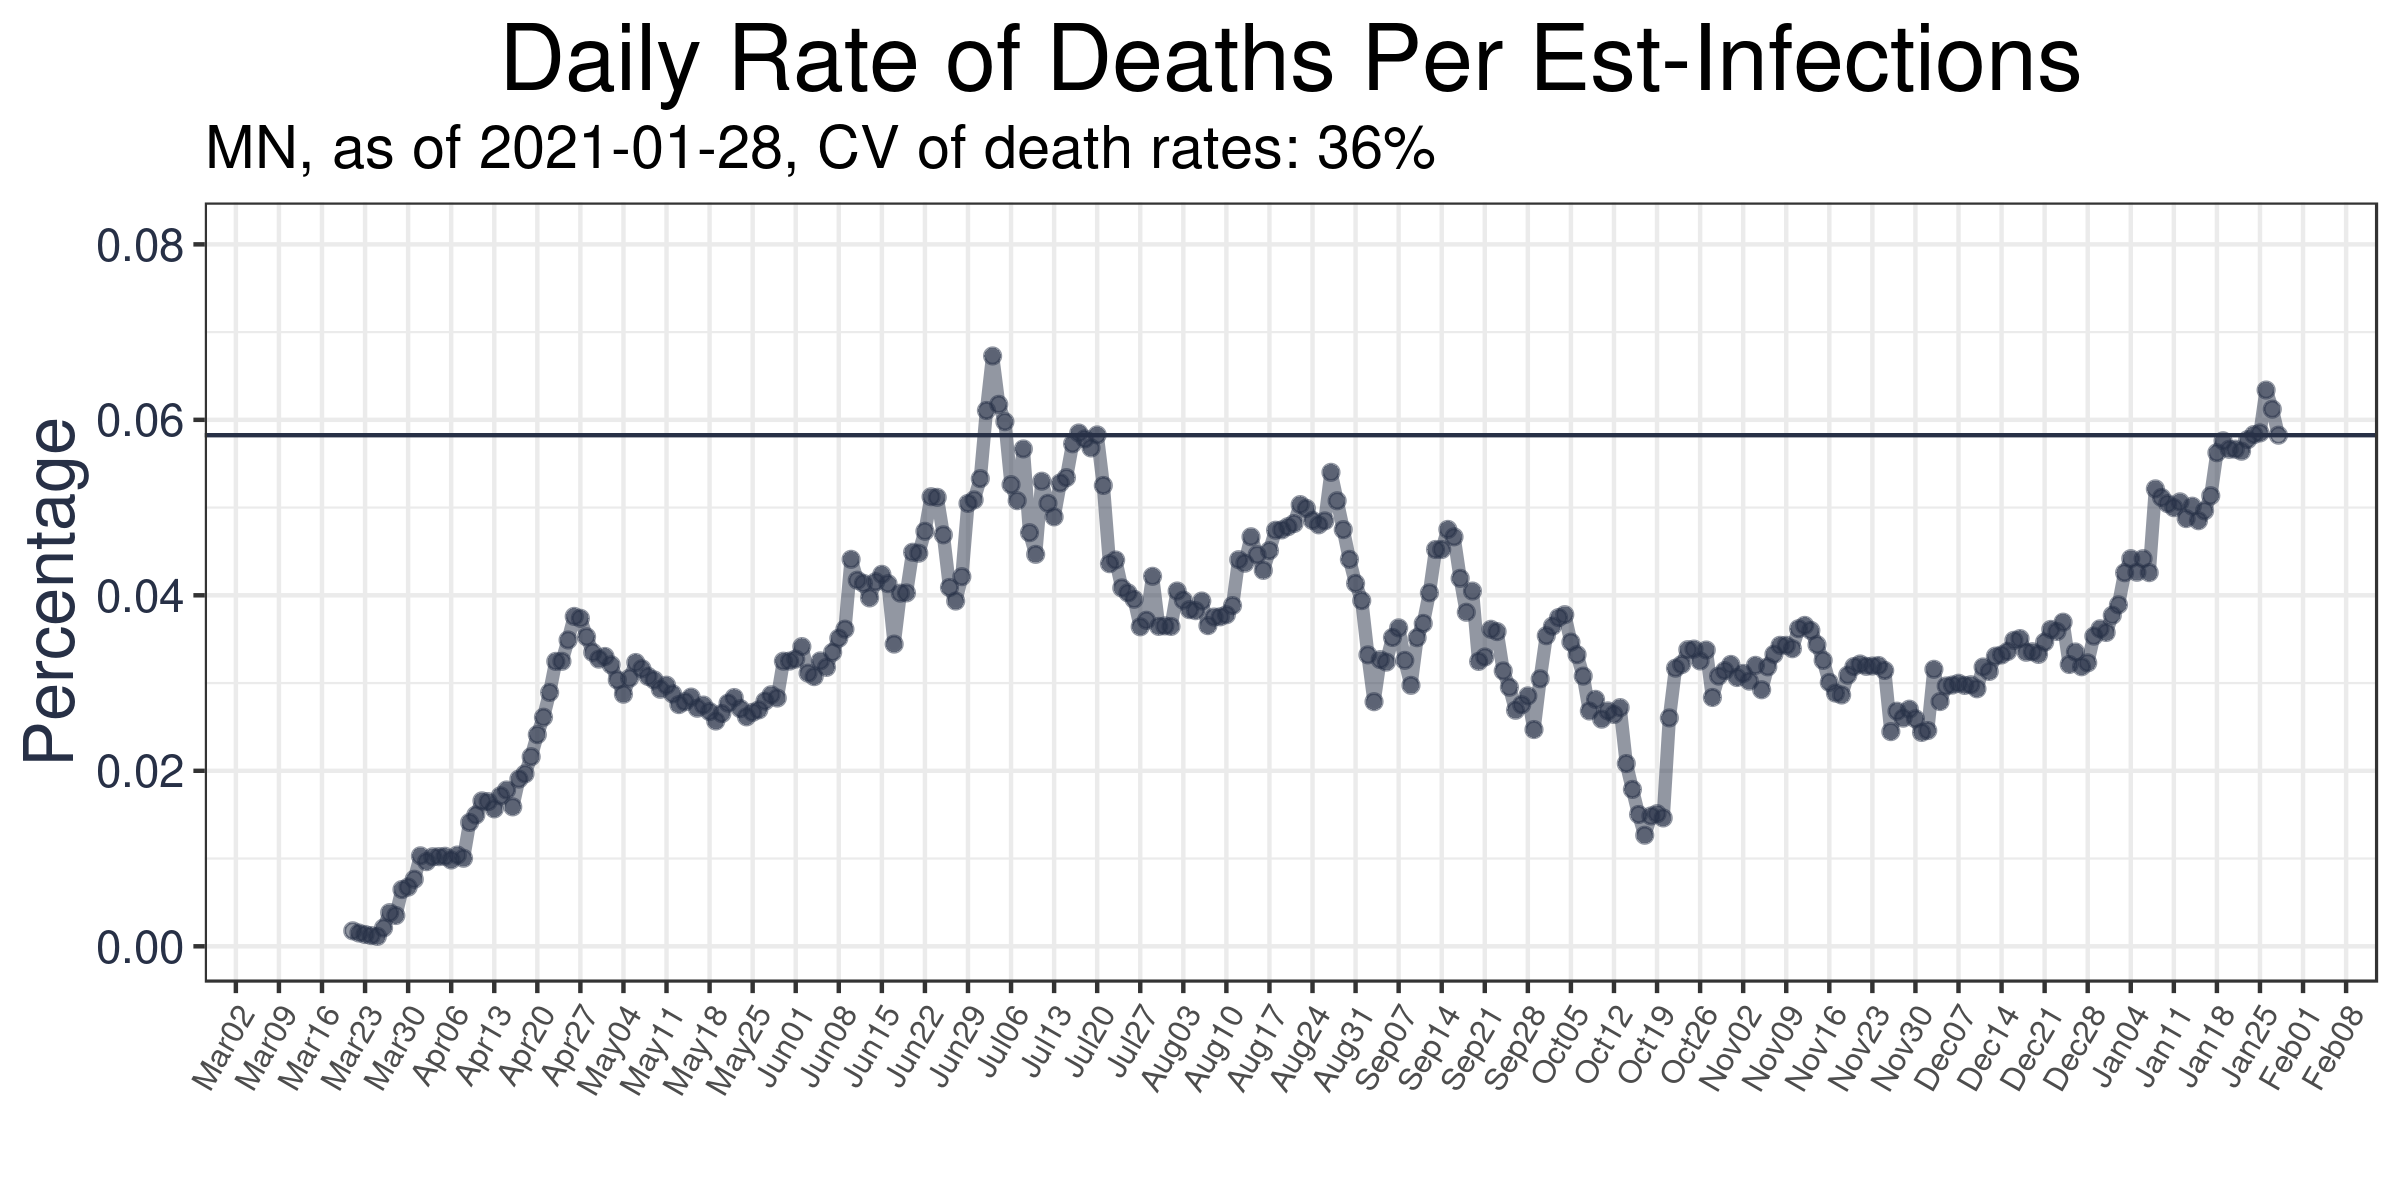 Daily Rate of Deaths Per Est-Infections
MN, as of 2021-01-28, CV of death rates: 36%
Percentage
0.08
0.06
0.04
0.02
0.00
Mar02
Mar09
Mar16
Mar23
Mar30
Apr06
Apr13
Apr20
Apr27
May04
May11
May18
May25
Jun01
Jun08
Jun15
Jun22
Jun29
Jul06
Jul13
Jul20
Jul27
Aug03
Aug10
Aug17
Aug24
Aug31
Sep07
Sep14
Sep21
Sep28
Oct05
Oct12
Oct19
Oct26
Nov02
Nov09
Nov16
Nov23
Nov30
Dec07
Dec14
Dec21
Dec28
Jan04
Jan11
Jan18
Jan25
Feb01
Feb08